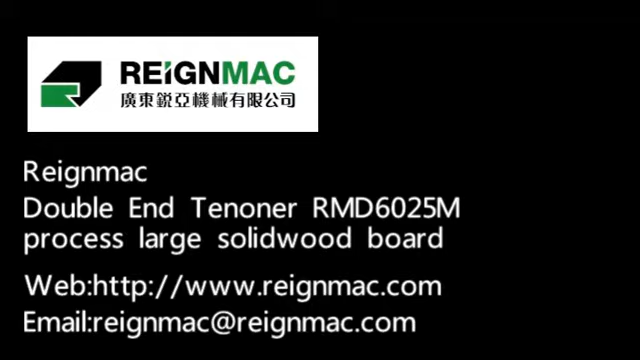 REIGNMAC
廣東鋭亞機械有限公司
Reignmac
Double End Tenoner RMD6025M
process large solidwood board
Web:http://www.reignmac.com
Email:reignmac@reignmac.com